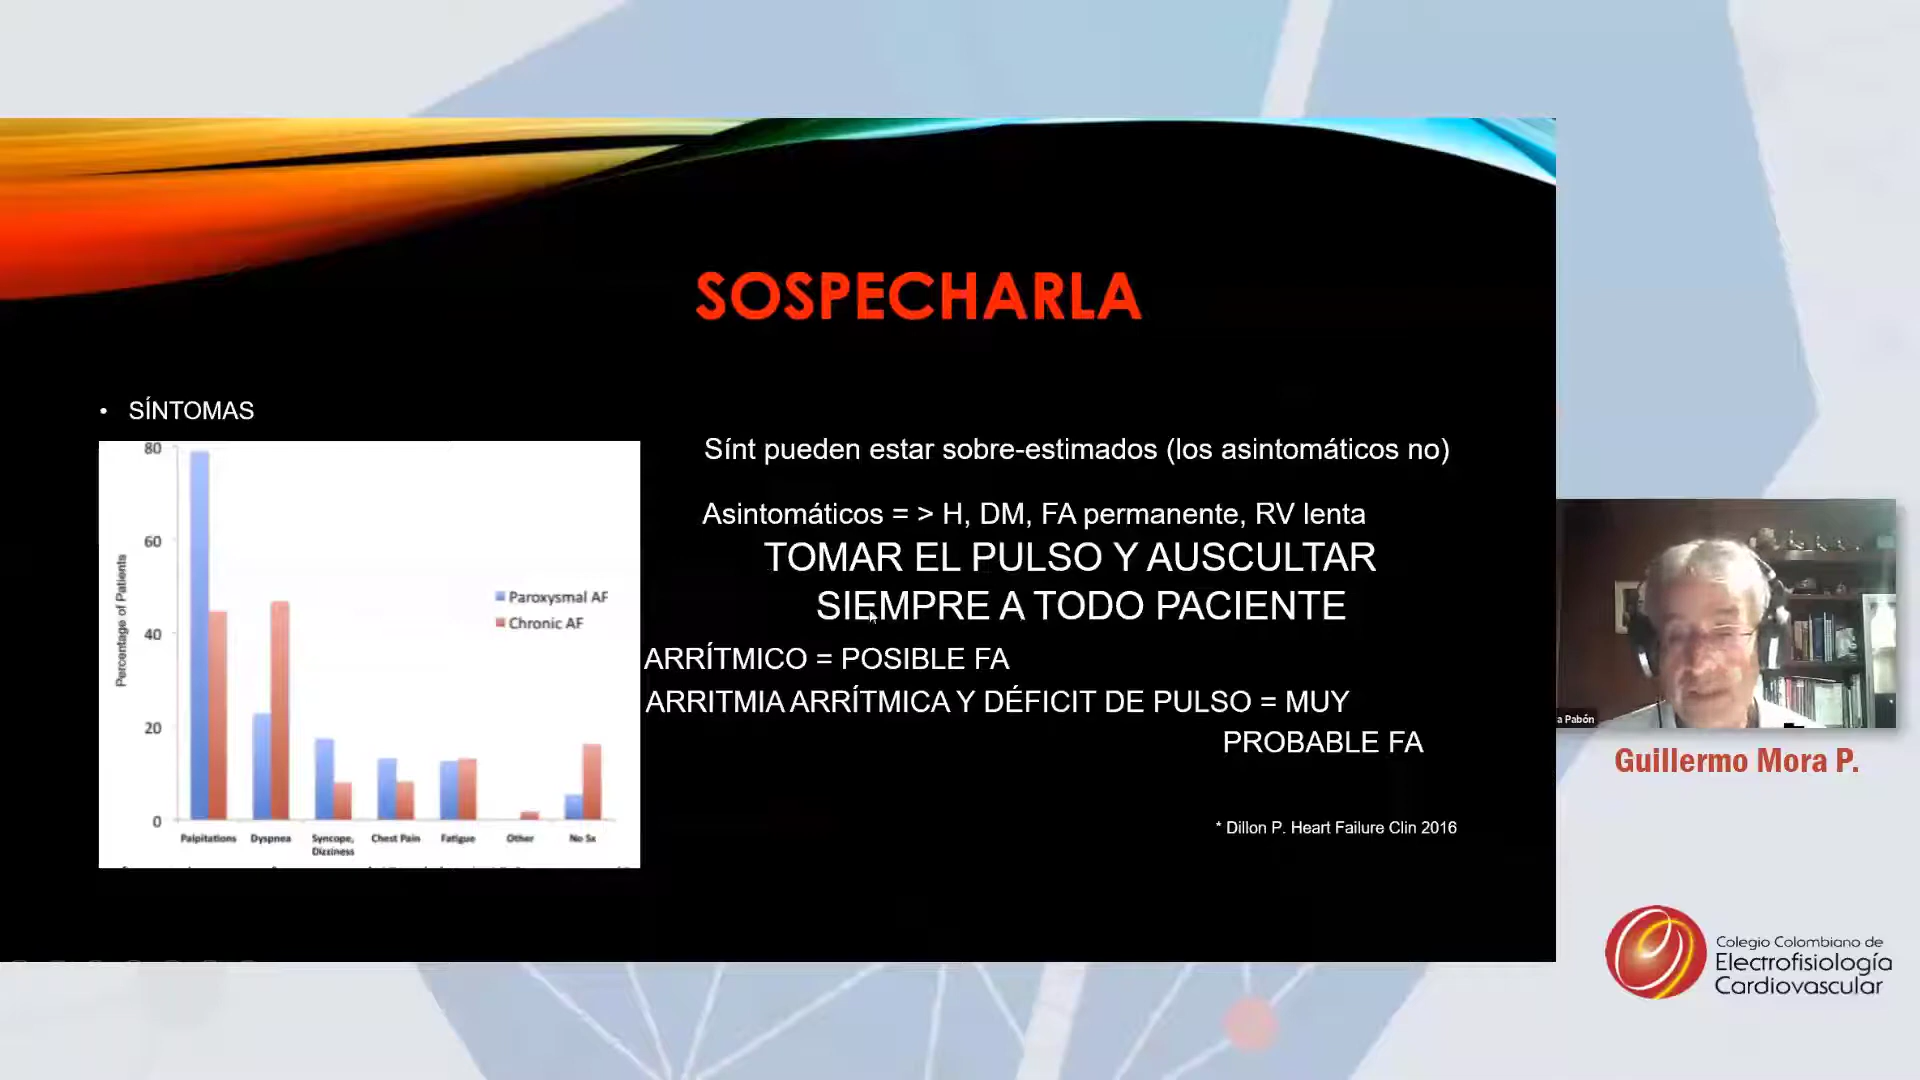 SOSPECHARLA
• SÍNTOMAS
80
60
40
20
0
Percentage of Patients
Paroxysmal AF
Chronic AF
Palpitations
Dyspnea
Syncope,
Dizziness
Chest Pain
Fatigue
Other
No Sx
Sínt pueden estar sobre-estimados (los asintomáticos no)
Asintomáticos = > H, DM, FA permanente, RV lenta
TOMAR EL PULSO Y AUSCULTAR
SIEMPRE A TODO PACIENTE
ARRÍTMICO = POSIBLE FA
ARRITMIA ARRÍTMICA Y DÉFICIT DE PULSO = MUY
PROBABLE FA
* Dillon P. Heart Failure Clin 2016
a Pabón
Guillermo Mora P.
Colegio Colombiano de
Electrofisiología
Cardiovascular